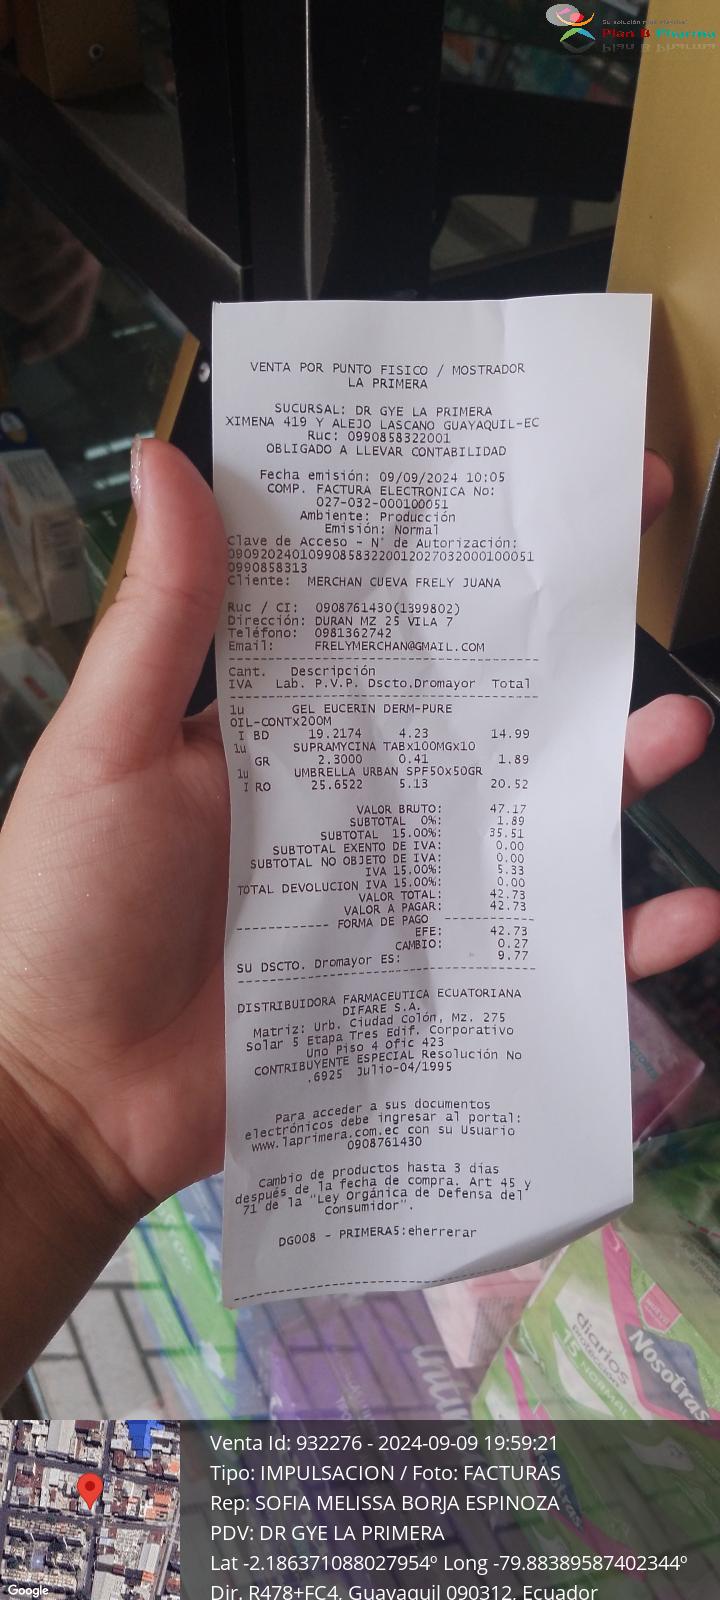 Su solución más efectiva!
Plan B Pharma
VENTA POR PUNTO FISICO / MOSTRADOR
LA PRIMERA
SUCURSAL: DR GYE LA PRIMERA
XIMENA 419 Y ALEJO LASCANO GUAYAQUIL-EC
Ruc: 0990858322001
OBLIGADO A LLEVAR CONTABILIDAD
Fecha emisión: 09/09/2024 10:05
COMP. FACTURA ELECTRONICA No:
027-032-000100051
Ambiente: Producción
Emisión: Normal
Clave de Acceso - N° de Autorización:
0909202401099085832200120270320001000510990858313
Cliente: MERCHAN CUEVA FRELY JUANA
Ruc / CI: 0908761430(1399802)
Dirección: DURAN MZ 25 VILA 7
Teléfono: 0981362742
Email: FRELYMERCHAN@GMAIL.COM
Cant. Descripción
IVA Lab. P.V.P. Dscto.Dromayor Total
1u GEL EUCERIN DERM-PURE
OIL-CONTX200M
I BD 19.2174 4.23 14.99
1u SUPRAMYCINA TABX100MGX10
GR 2.3000 0.41 1.89
1u UMBRELLA URBAN SPF50X50GR
I RO 25.6522 5.13 20.52
VALOR BRUTO: 47.17
SUBTOTAL 0%: 1.89
SUBTOTAL 15.00%: 35.51
SUBTOTAL EXENTO DE IVA: 0.00
SUBTOTAL NO OBJETO DE IVA: 0.00
IVA 15.00%: 5.33
TOTAL DEVOLUCION IVA 15.00%: 0.00
VALOR TOTAL: 42.73
VALOR A PAGAR: 42.73
FORMA DE PAGO
EFE: 42.73
CAMBIO: 0.27
SU DSCTO. Dromayor ES: 9.77
DISTRIBUIDORA FARMACEUTICA ECUATORIANA
DIFARE S.A.
Matriz: Urb. Ciudad Colón, Mz. 275
Solar 5 Etapa Tres Edif. Corporativo
Uno Piso 4 Ofic 423
CONTRIBUYENTE ESPECIAL Resolución No
.6925 Julio-04/1995
Para acceder a sus documentos
electrónicos debe ingresar al portal:
www.laprimera.com.ec con su Usuario
0908761430
Cambio de productos hasta 3 días
después de la fecha de compra. Art 45 y
71 de la "Ley Orgánica de Defensa del
Consumidor".
DG008 - PRIMERA5:eherrerar
diarios
PROTECCION
15 NORMAL
Nosotras
Venta Id: 932276 - 2024-09-09 19:59:21
Tipo: IMPULSACION / Foto: FACTURAS
Rep: SOFIA MELISSA BORJA ESPINOZA
PDV: DR GYE LA PRIMERA
Lat -2.186371088027954º Long -79.88389587402344º
Dir. R478+FC4, Guayaquil 090312, Ecuador
Google